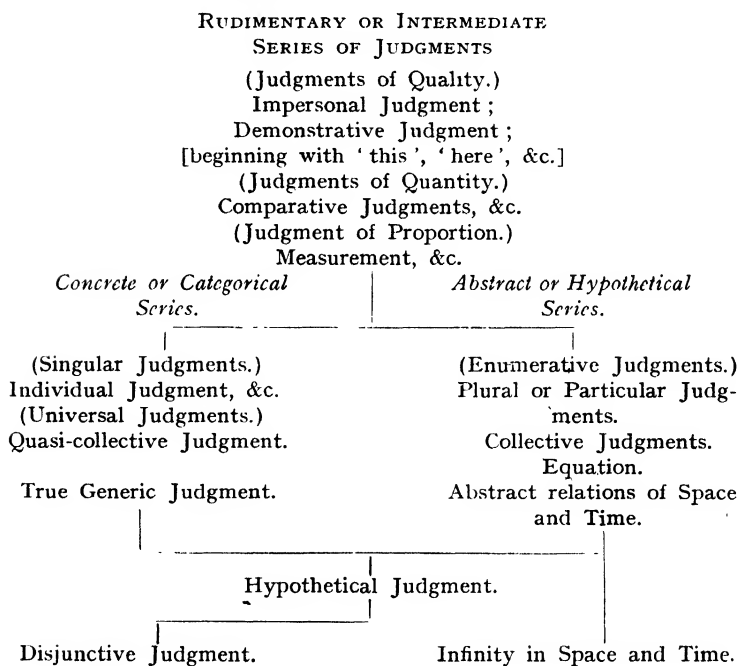 RUDIMENTARY OR INTERMEDIATE
SERIES OF JUDGMENTS
(Judgments of Quality.)
Impersonal Judgment ;
Demonstrative Judgment ;
[beginning with ‘this’, ‘here’, &c.]
(Judgments of Quantity.)
Comparative Judgments, &c.
(Judgment of Proportion.)
Measurement, &c.
Concrete or Categorical
Series.
Abstract or Hypothetical
Series.
(Singular Judgments.)
Individual Judgment, &c.
(Universal Judgments.)
Quasi-collective Judgment.
True Generic Judgment.
(Enumerative Judgments.)
Plural or Particular Judg-
ments.
Collective Judgments.
Equation.
Abstract relations of Space
and Time.
Hypothetical Judgment.
Disjunctive Judgment.
Infinity in Space and Time.